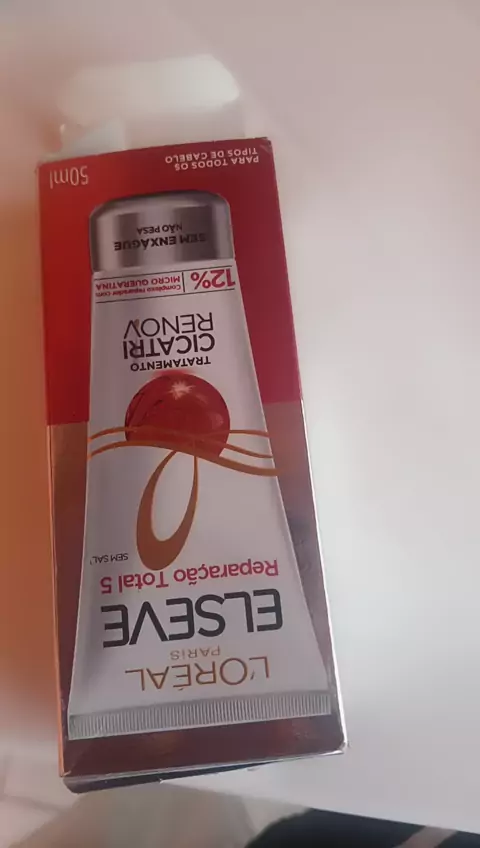 L'ORÉAL
PARIS
ELSEVE
Reparação Total 5
SEM SAL¹
TRATAMENTO
CICATRI
RENOV
12%
Complexo reparador com
MICRO QUERATINA
SEM ENXÁGUE
NÃO PESA
50ml
PARA TODOS OS
TIPOS DE CABELO